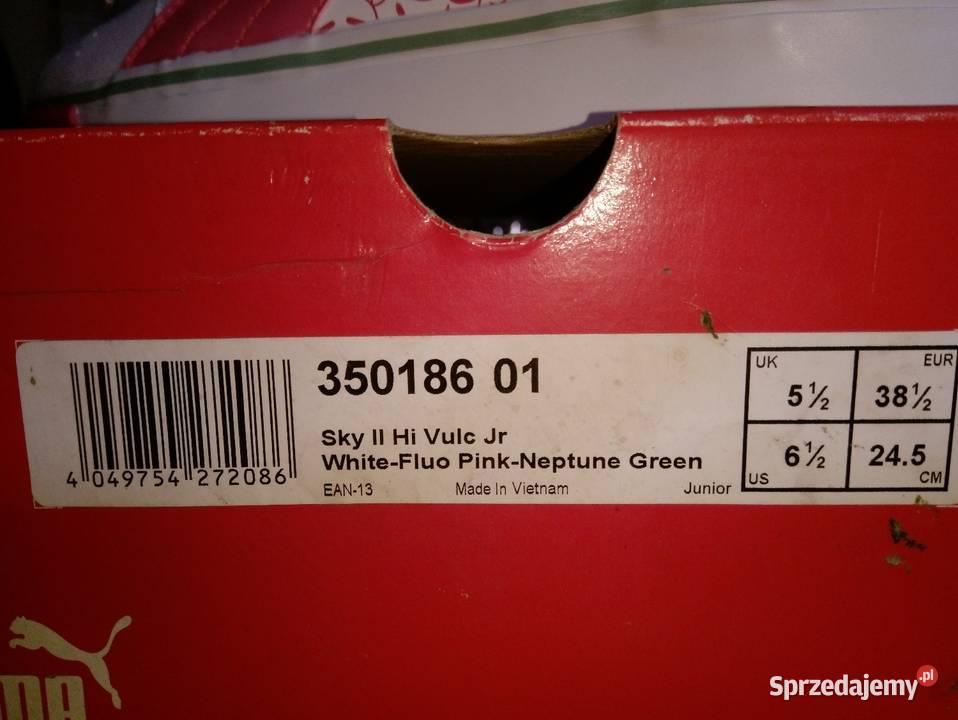 350186 01
Sky II Hi Vulc Jr
White-Fluo Pink-Neptune Green
4 049754 272086
EAN-13 Made In Vietnam Junior
UK 5½ EUR 38½
US 6½ CM 24.5
Sprzedajemy.pl